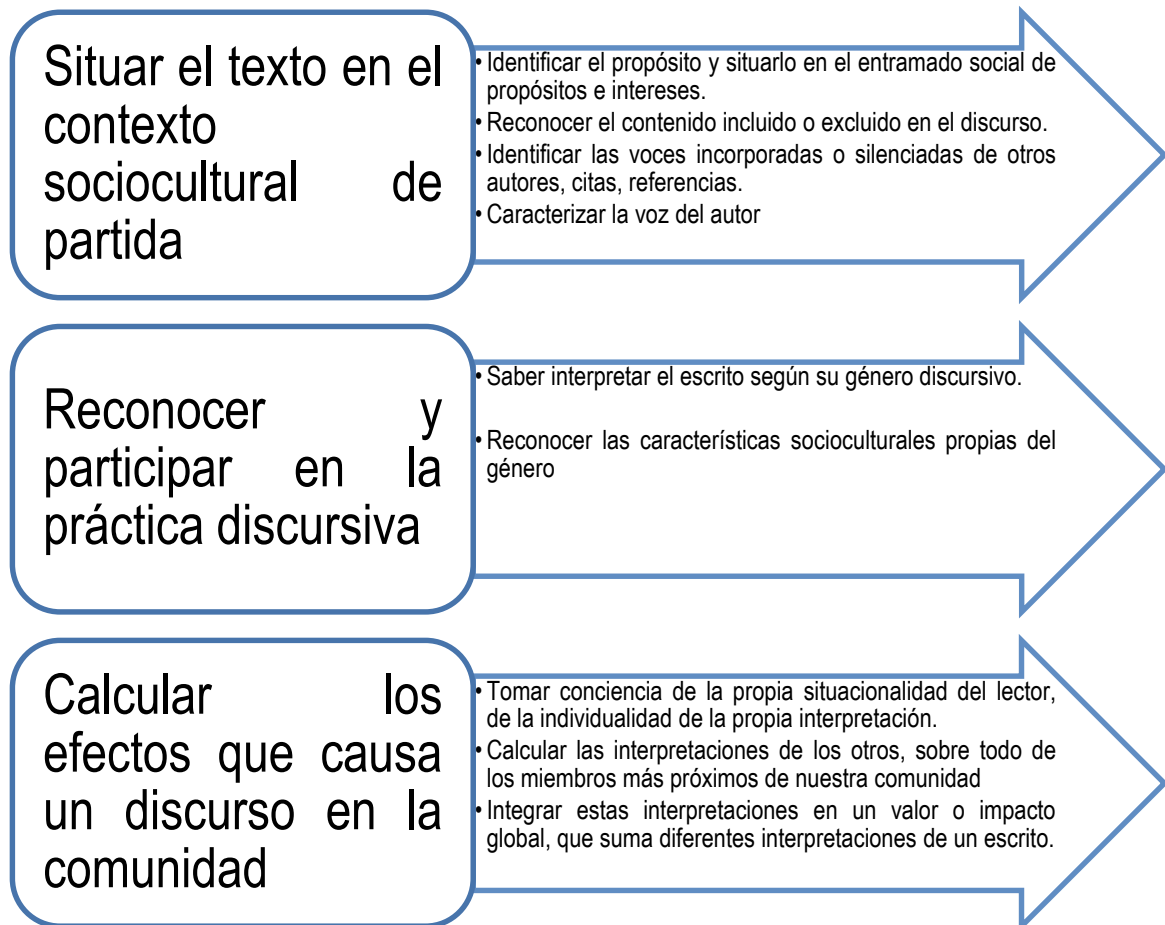 Situar el texto en el
contexto
sociocultural de
partida
• Identificar el propósito y situarlo en el entramado social de
propósitos e intereses.
• Reconocer el contenido incluido o excluido en el discurso.
• Identificar las voces incorporadas o silenciadas de otros
autores, citas, referencias.
• Caracterizar la voz del autor
Reconocer y
participar en la
práctica discursiva
• Saber interpretar el escrito según su género discursivo.
• Reconocer las características socioculturales propias del
género
Calcular los
efectos que causa
un discurso en la
comunidad
• Tomar conciencia de la propia situacionalidad del lector,
de la individualidad de la propia interpretación.
• Calcular las interpretaciones de los otros, sobre todo de
los miembros más próximos de nuestra comunidad
• Integrar estas interpretaciones en un valor o impacto
global, que suma diferentes interpretaciones de un escrito.